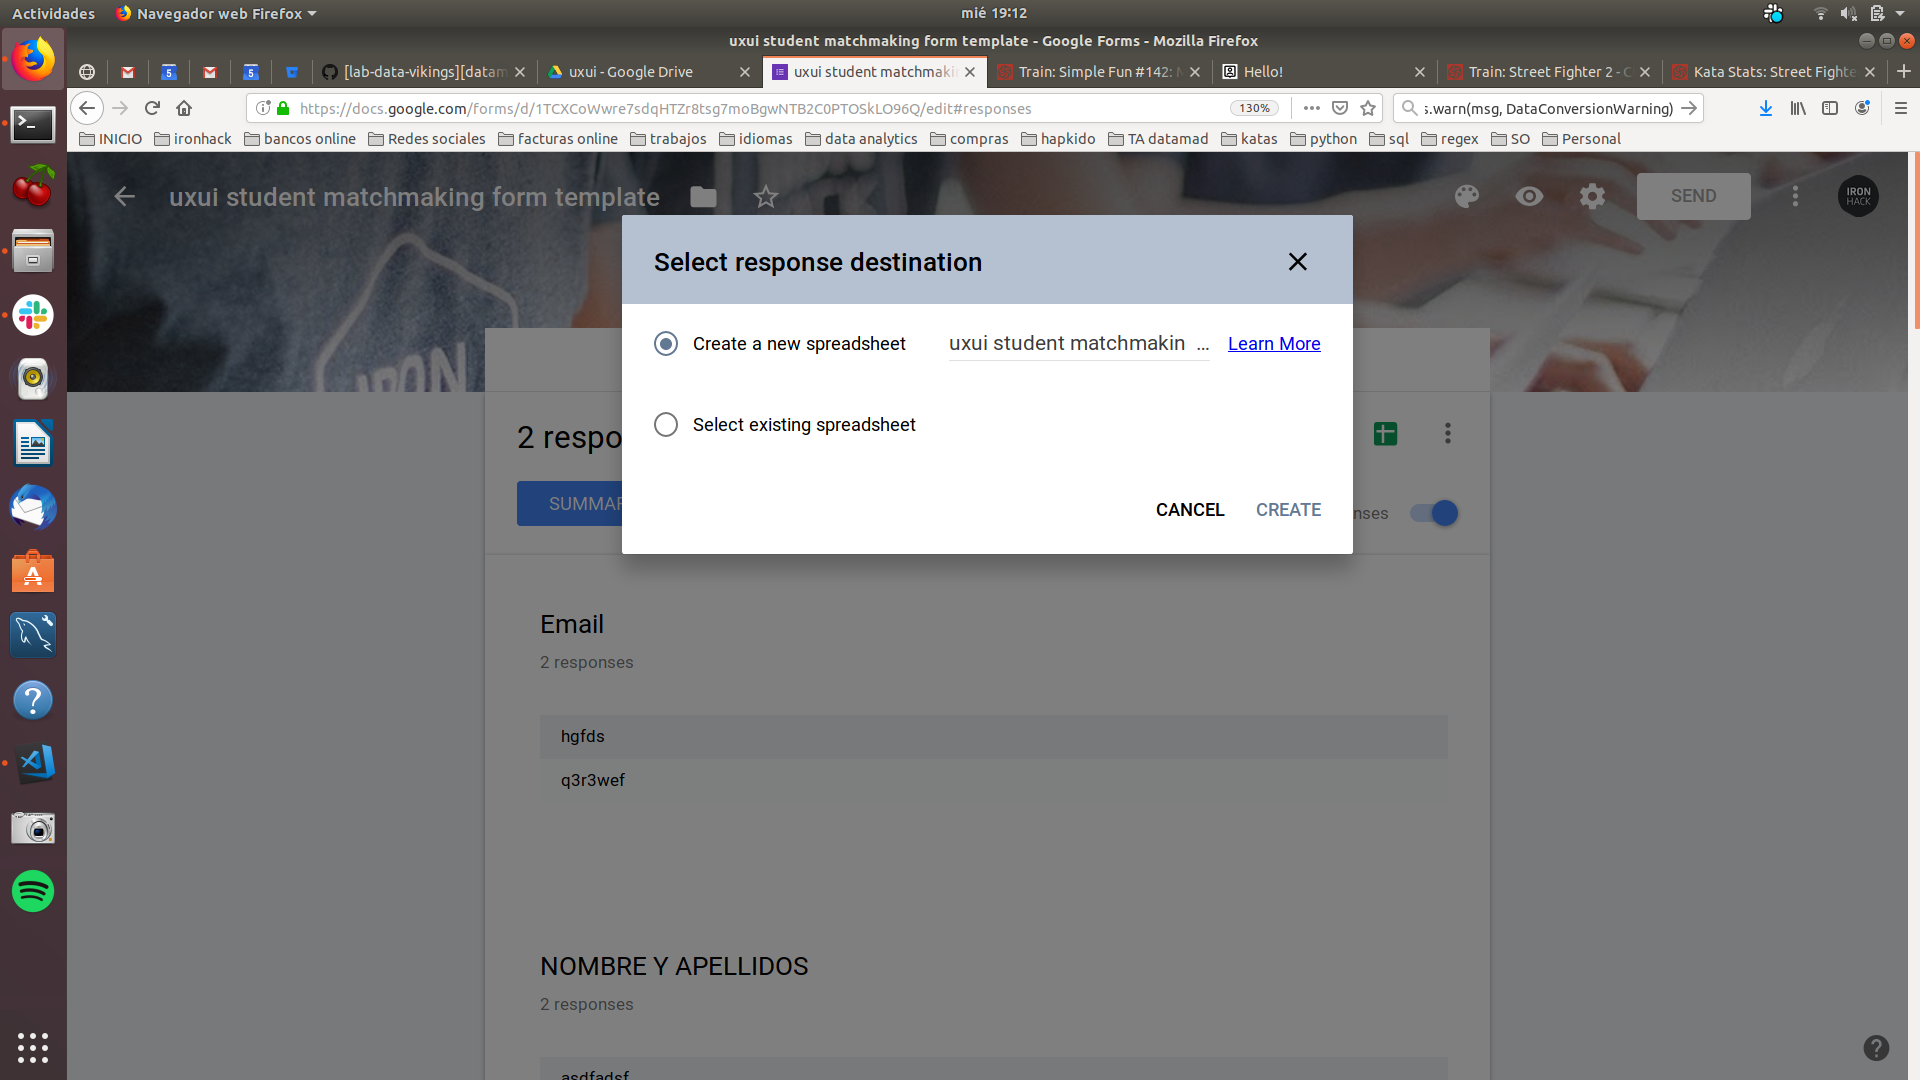 Actividades
Navegador web Firefox
mié 19:12
uxui student matchmaking form template - Google Forms - Mozilla Firefox
5
5
[lab-data-vikings][datam
uxui - Google Drive
uxui student matchmakin
Train: Simple Fun #142: M
Hello!
Train: Street Fighter 2 - C
Kata Stats: Street Fighte
https://docs.google.com/forms/d/1TCXCoWwre7sdqHTZr8tsg7moBgwNTB2C0PTOSkLO96Q/edit#responses
130%
s.warn(msg, DataConversionWarning)
INICIO
ironhack
bancos online
Redes sociales
facturas online
trabajos
idiomas
data analytics
compras
hapkido
TA datamad
katas
python
sql
regex
SO
Personal
uxui student matchmaking form template
SEND
IRON
HACK
Select response destination
Create a new spreadsheet
uxui student matchmakin ...
Learn More
Select existing spreadsheet
CANCEL
CREATE
IRON
2 respo
SUMMAR
nses
Email
2 responses
hgfds
q3r3wef
NOMBRE Y APELLIDOS
2 responses
asdfadsf